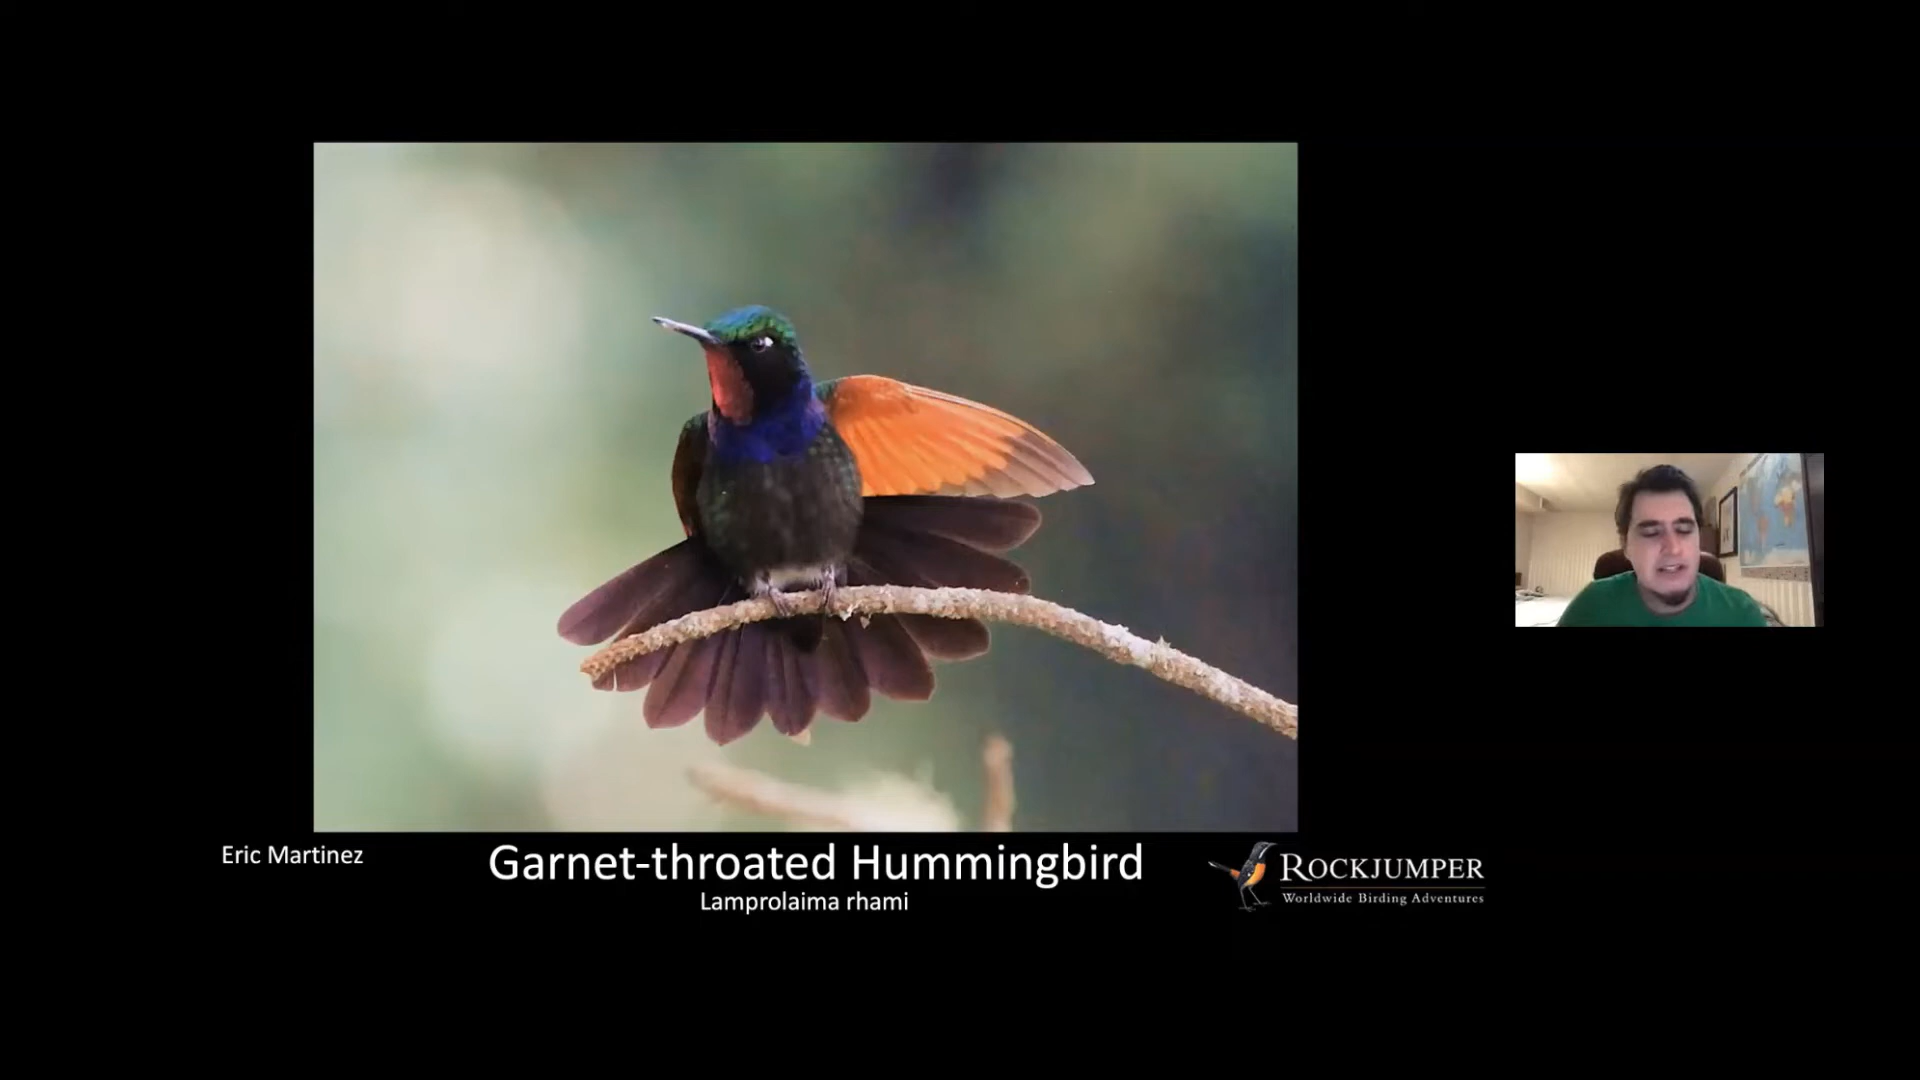 Eric Martinez
Garnet-throated Hummingbird
Lamprolaima rhami
ROCKJUMPER
Worldwide Birding Adventures